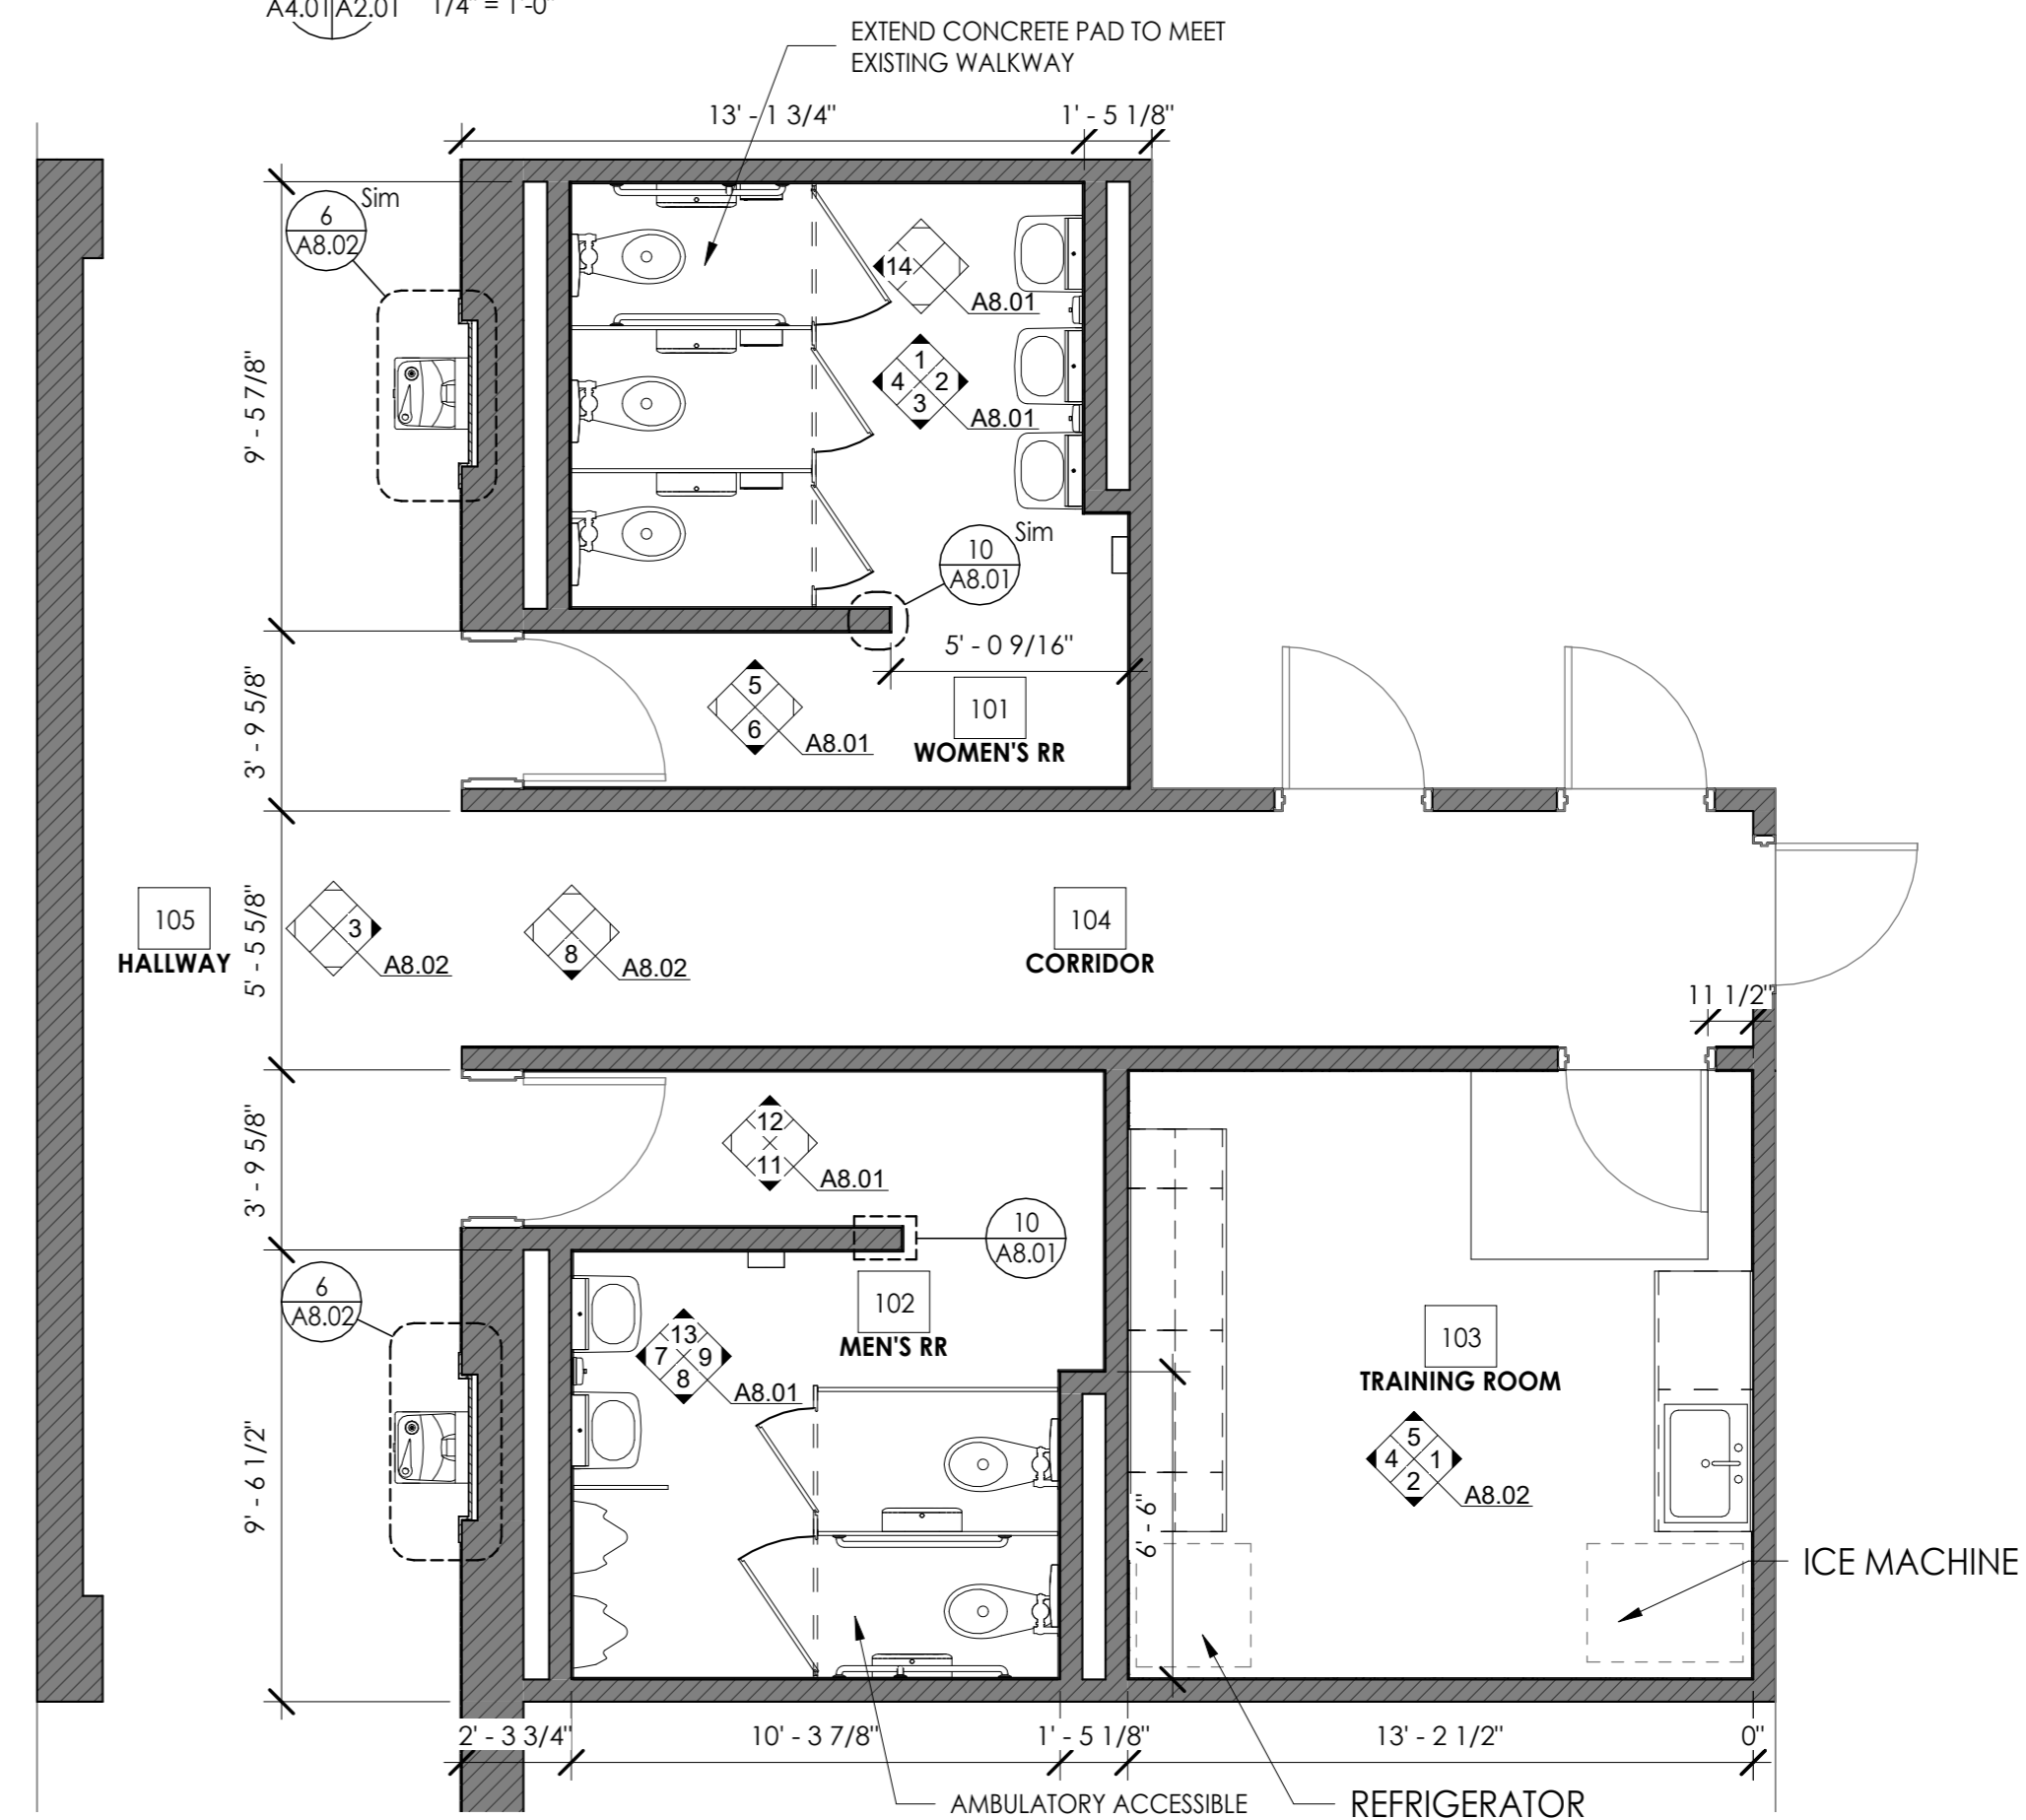 A4.01 A2.01 1/4" = 1'-0"
EXTEND CONCRETE PAD TO MEET
EXISTING WALKWAY
13' - 1 3/4"
1' - 5 1/8"
6
A8.02
Sim
14
A8.01
1
4 2
3
A8.01
9' - 5 7/8"
10
A8.01
Sim
5' - 0 9/16"
3' - 9 5/8"
5
6
A8.01
101
WOMEN'S RR
105
HALLWAY
5' - 5 5/8"
3
A8.02
8
A8.02
104
CORRIDOR
11 1/2"
3' - 9 5/8"
12
11
A8.01
10
A8.01
6
A8.02
102
MEN'S RR
13
7 9
8
A8.01
103
TRAINING ROOM
5
4 1
2
A8.02
9' - 6 1/2"
6' - 6"
ICE MACHINE
2' - 3 3/4"
10' - 3 7/8"
1' - 5 1/8"
13' - 2 1/2"
0"
AMBULATORY ACCESSIBLE
REFRIGERATOR